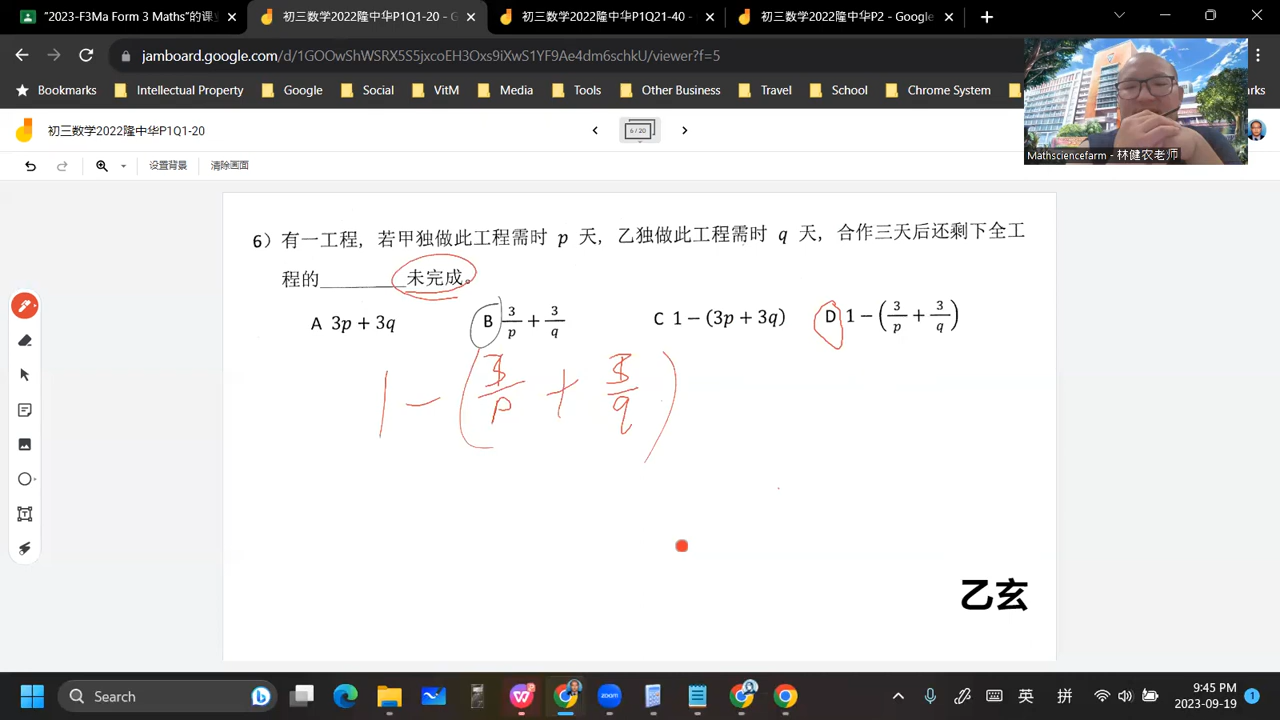 "2023-F3Ma Form 3 Maths"的课
初三数学2022隆中华P1Q1-20 - G
初三数学2022隆中华P1Q21-40 -
初三数学2022隆中华P2 - Google
jamboard.google.com/d/1GOOwShWSRX5S5jxcoEH3Oxs9iXwS1YF9Ae4dm6schkU/viewer?f=5
Bookmarks Intellectual Property Google VitM Media Tools Other Business Travel School Chrome System
初三数学2022隆中华P1Q1-20
6 / 20
Mathsciencefarm - 林健农老师
设置背景 清除画面
6）有一工程，若甲独做此工程需时 p 天，乙独做此工程需时 q 天，合作三天后还剩下全工
程的________未完成。
A 3p + 3q B 3/p + 3/q C 1 − (3p + 3q) D 1 − (3/p + 3/q)
1 − (3/p + 3/q)
乙玄
Search 英 拼 9:45 PM
2023-09-19 1